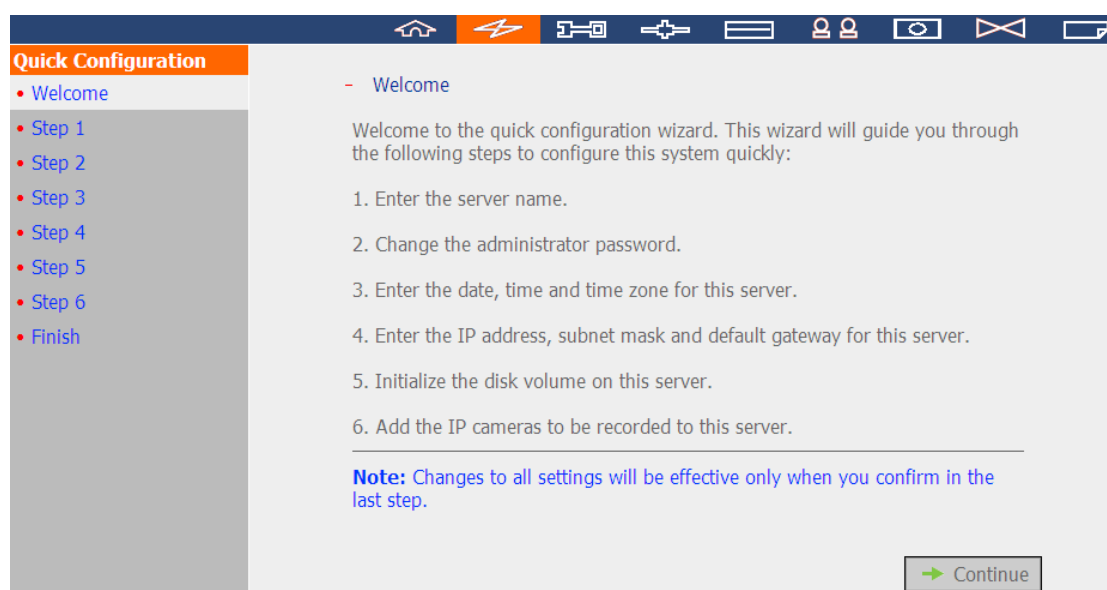 Quick Configuration
• Welcome
• Step 1
• Step 2
• Step 3
• Step 4
• Step 5
• Step 6
• Finish
- Welcome
Welcome to the quick configuration wizard. This wizard will guide you through
the following steps to configure this system quickly:
1. Enter the server name.
2. Change the administrator password.
3. Enter the date, time and time zone for this server.
4. Enter the IP address, subnet mask and default gateway for this server.
5. Initialize the disk volume on this server.
6. Add the IP cameras to be recorded to this server.
Note: Changes to all settings will be effective only when you confirm in the
last step.
Continue